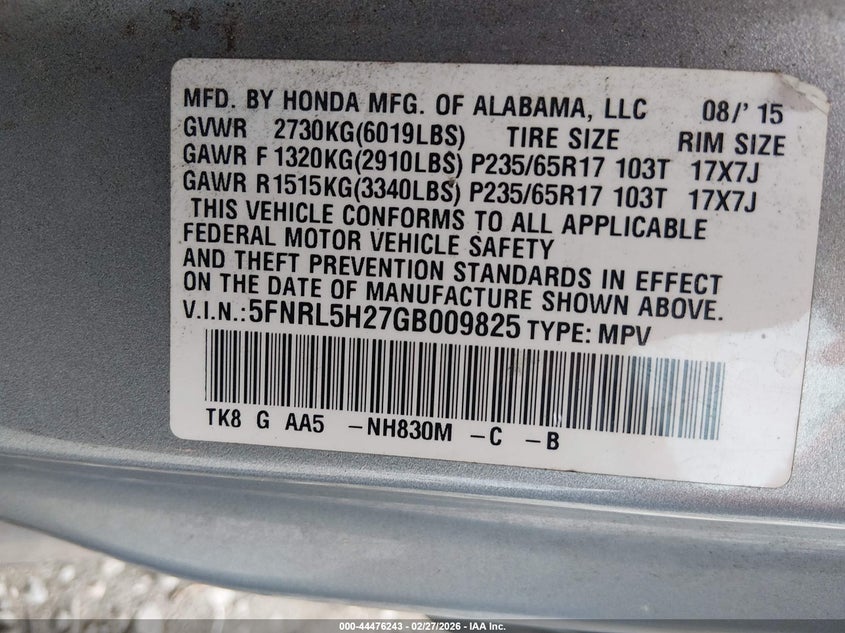 MFD. BY HONDA MFG. OF ALABAMA, LLC 08/' 15
GVWR 2730KG(6019LBS) TIRE SIZE RIM SIZE
GAWR F 1320KG(2910LBS) P235/65R17 103T 17X7J
GAWR R1515KG(3340LBS) P235/65R17 103T 17X7J
THIS VEHICLE CONFORMS TO ALL APPLICABLE
FEDERAL MOTOR VEHICLE SAFETY
AND THEFT PREVENTION STANDARDS IN EFFECT
ON THE DATE OF MANUFACTURE SHOWN ABOVE.
V.I.N.:5FNRL5H27GB009825 TYPE: MPV
TK8 G AA5 -NH830M -C -B
000-44476243 - 02/27/2026 - IAA Inc.